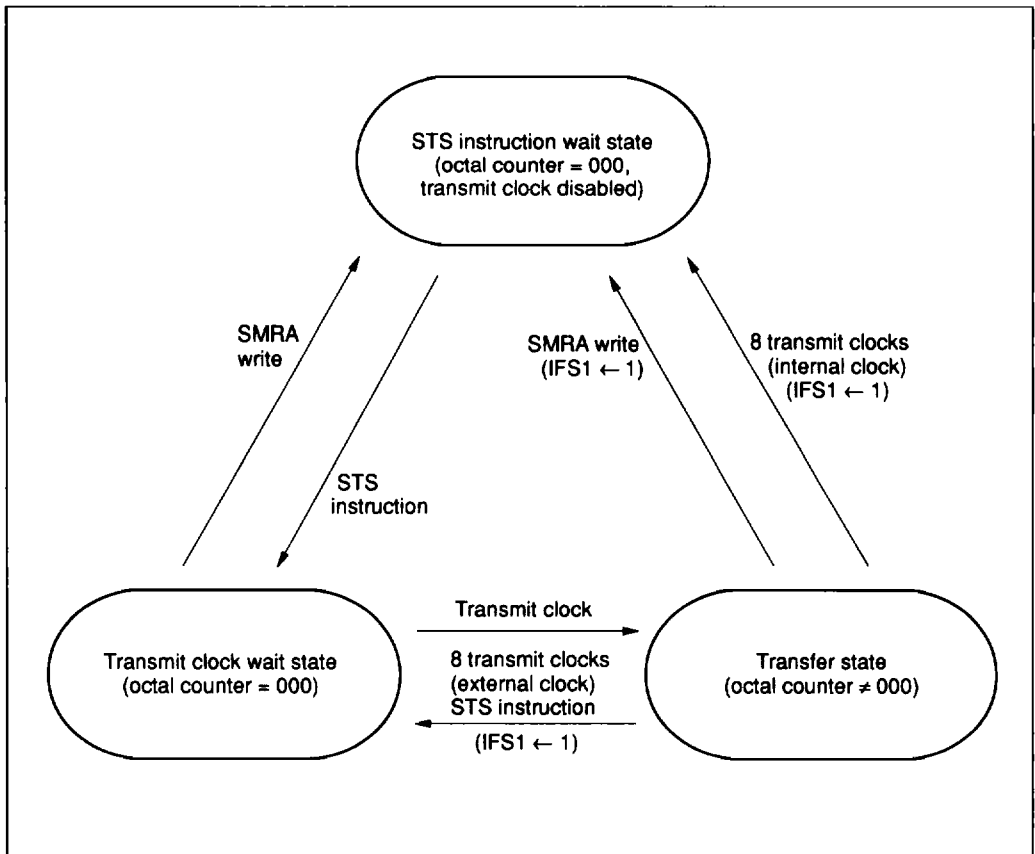 STS instruction wait state
(octal counter = 000,
transmit clock disabled)
SMRA
write
STS
instruction
SMRA write
(IFS1 ← 1)
8 transmit clocks
(internal clock)
(IFS1 ← 1)
Transmit clock wait state
(octal counter = 000)
Transmit clock
8 transmit clocks
(external clock)
STS instruction
(IFS1 ← 1)
Transfer state
(octal counter ≠ 000)